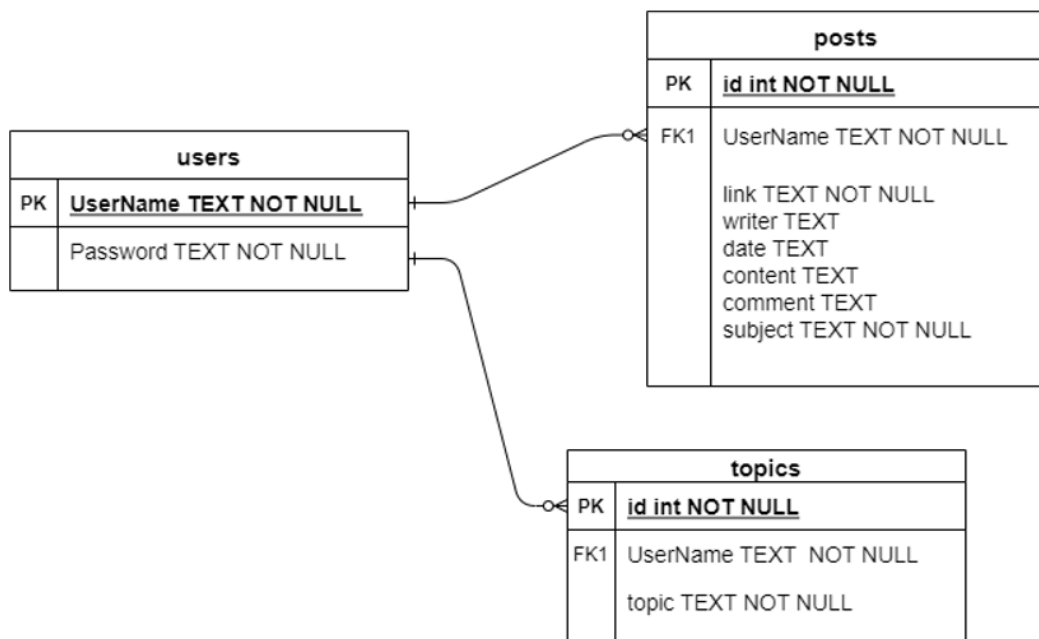 users
PK UserName TEXT NOT NULL
Password TEXT NOT NULL
posts
PK id int NOT NULL
FK1 UserName TEXT NOT NULL
link TEXT NOT NULL
writer TEXT
date TEXT
content TEXT
comment TEXT
subject TEXT NOT NULL
topics
PK id int NOT NULL
FK1 UserName TEXT NOT NULL
topic TEXT NOT NULL